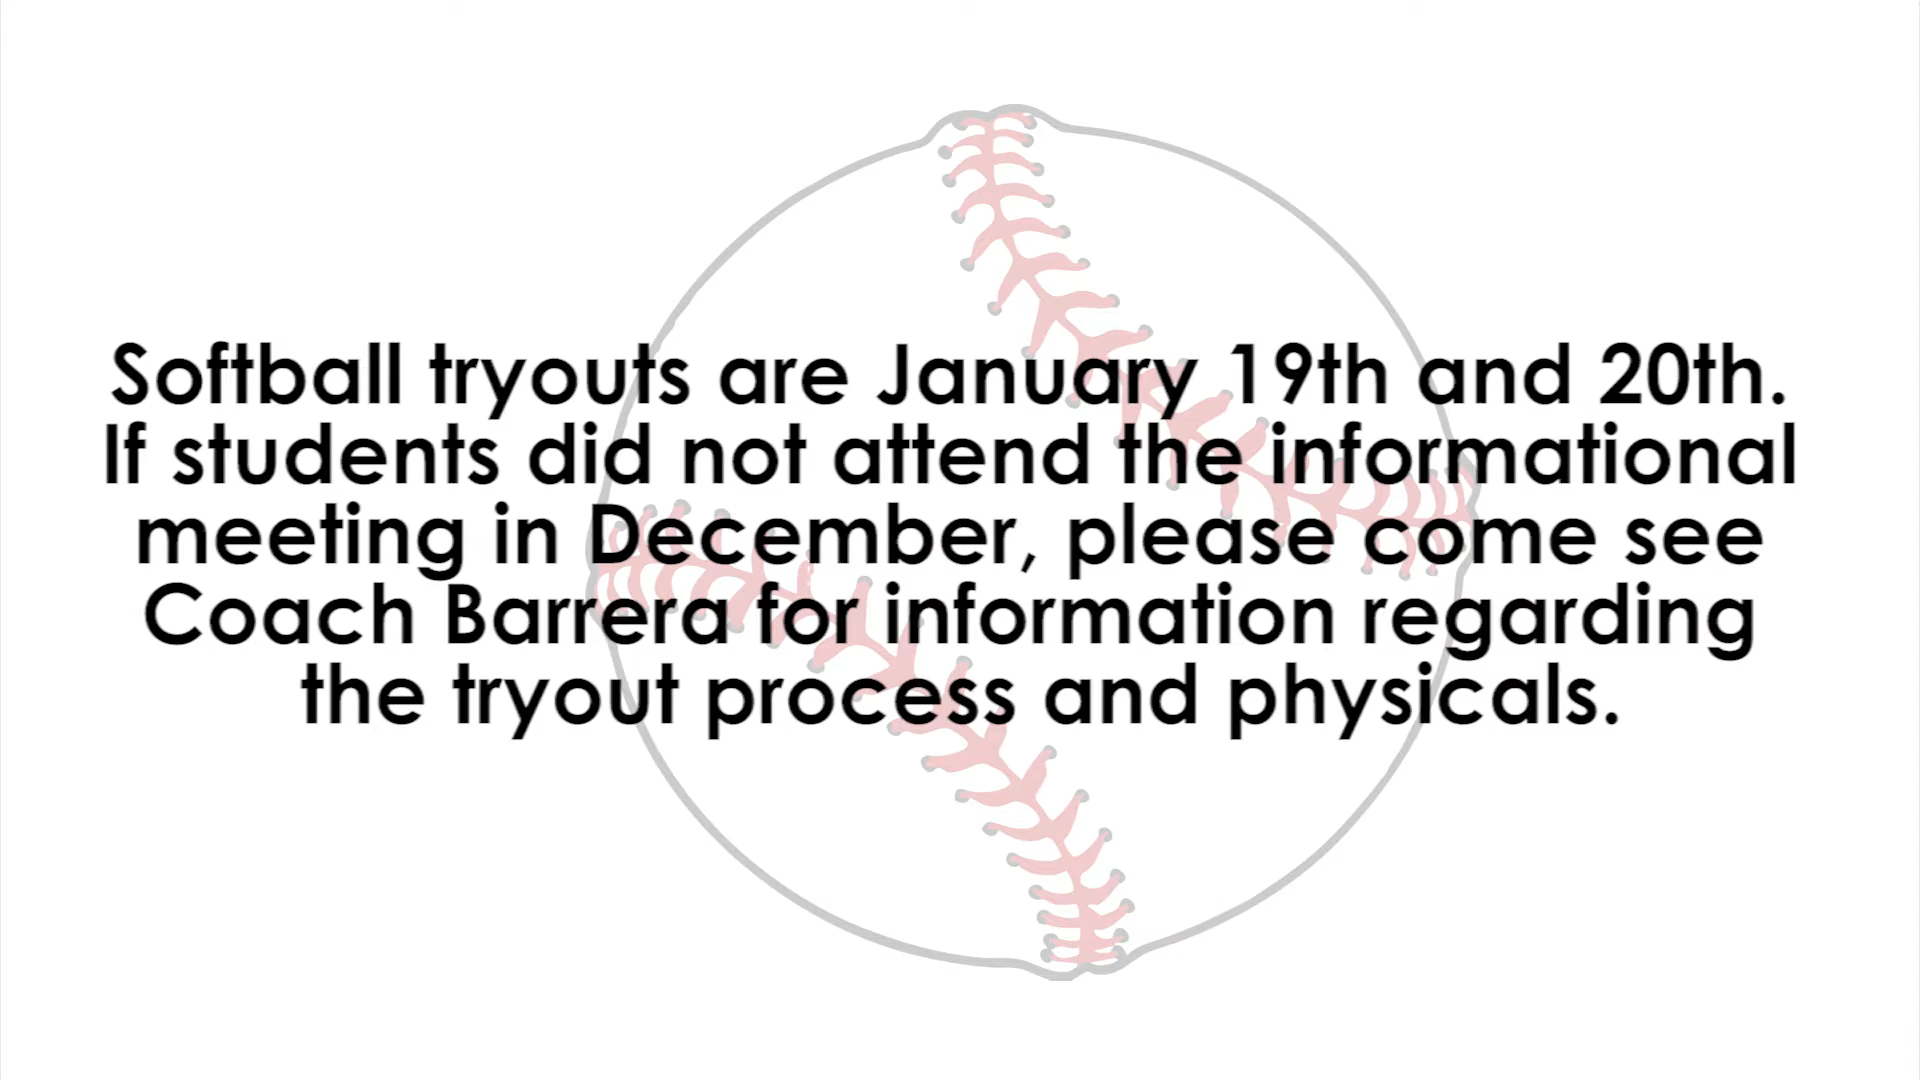 Softball tryouts are January 19th and 20th.
If students did not attend the informational
meeting in December, please come see
Coach Barrera for information regarding
the tryout process and physicals.